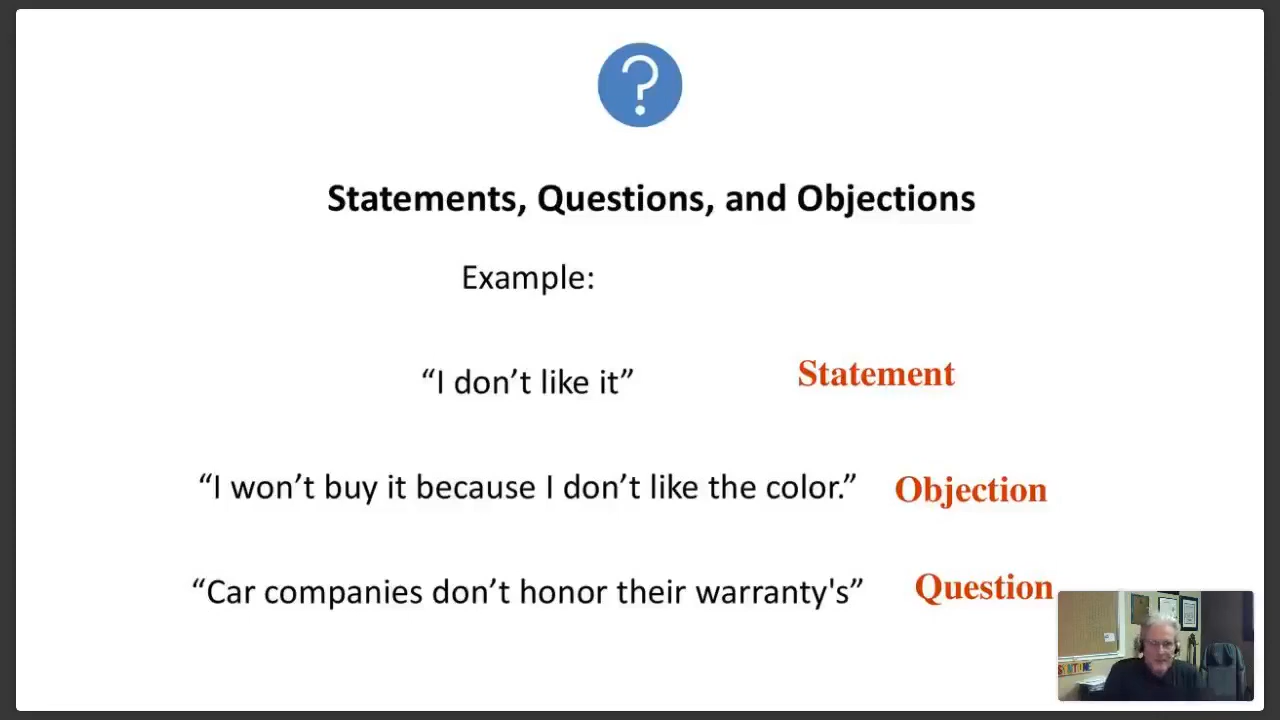 ?
Statements, Questions, and Objections
Example:
“I don’t like it” Statement
“I won’t buy it because I don’t like the color.” Objection
“Car companies don’t honor their warranty's” Question